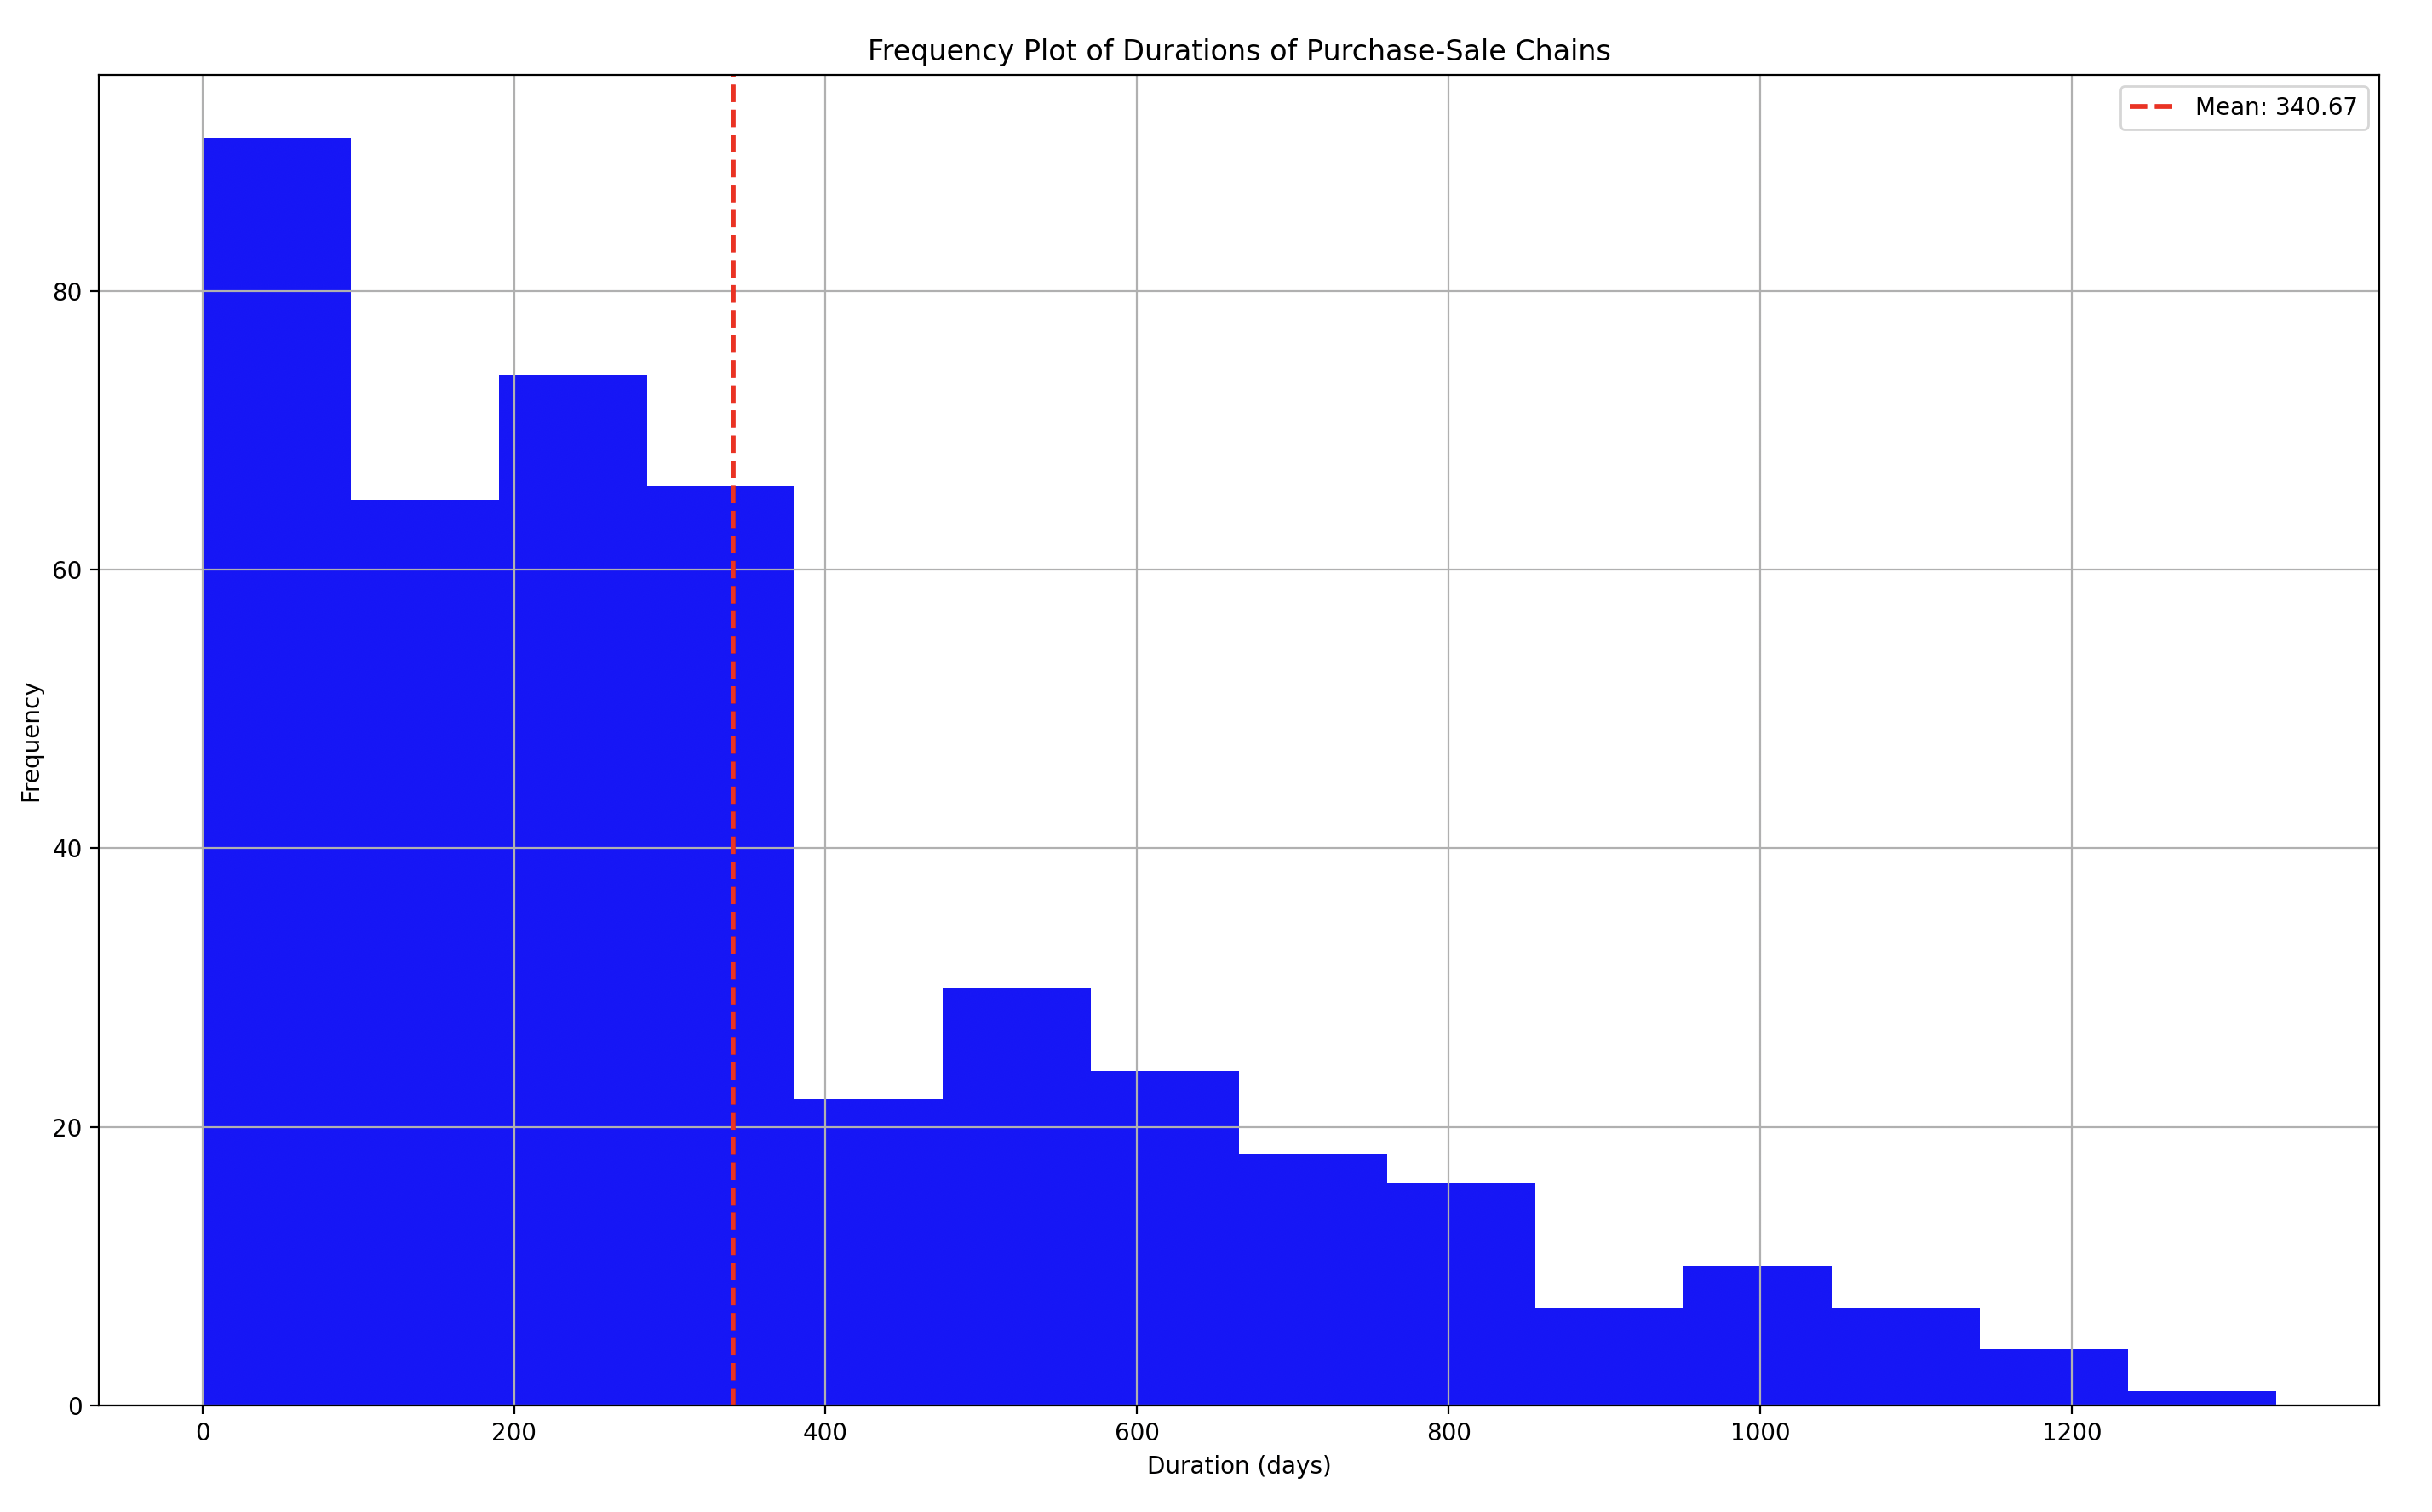 Frequency Plot of Durations of Purchase-Sale Chains
Mean: 340.67
Frequency
80
60
40
20
0
0 200 400 600 800 1000 1200
Duration (days)